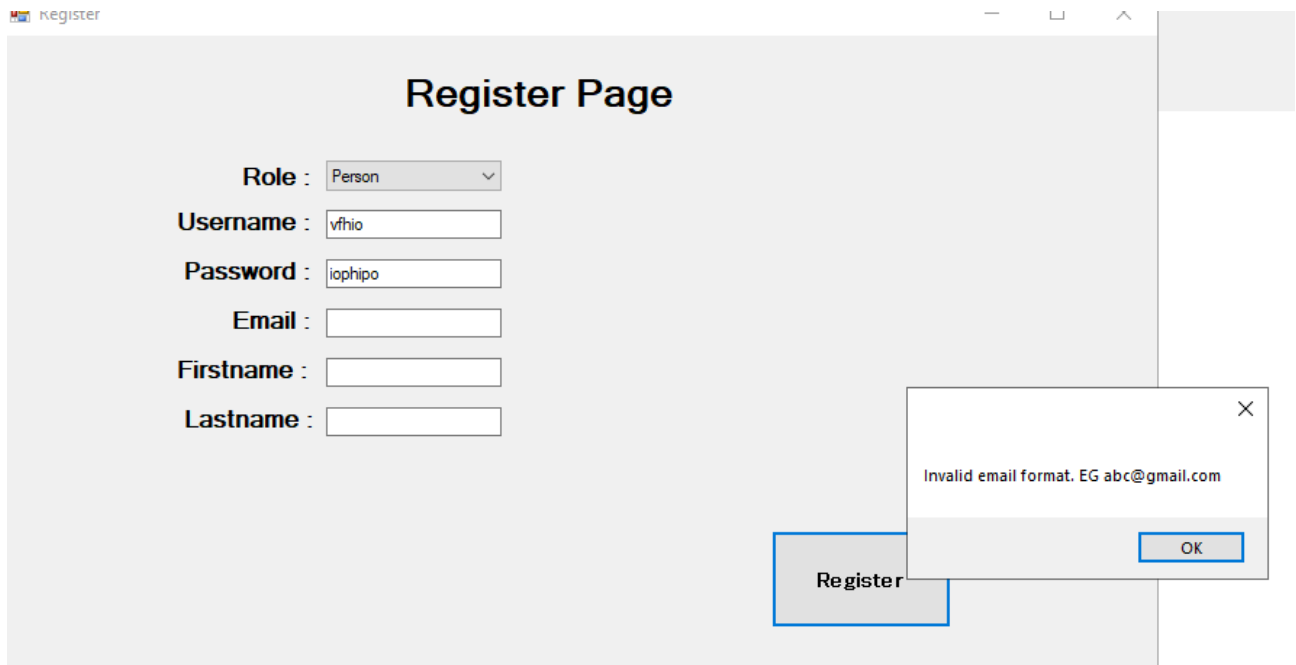 Register
Register Page
Role : Person
Username : vfhio
Password : iophipo
Email :
Firstname :
Lastname :
Invalid email format. EG abc@gmail.com
OK
Register